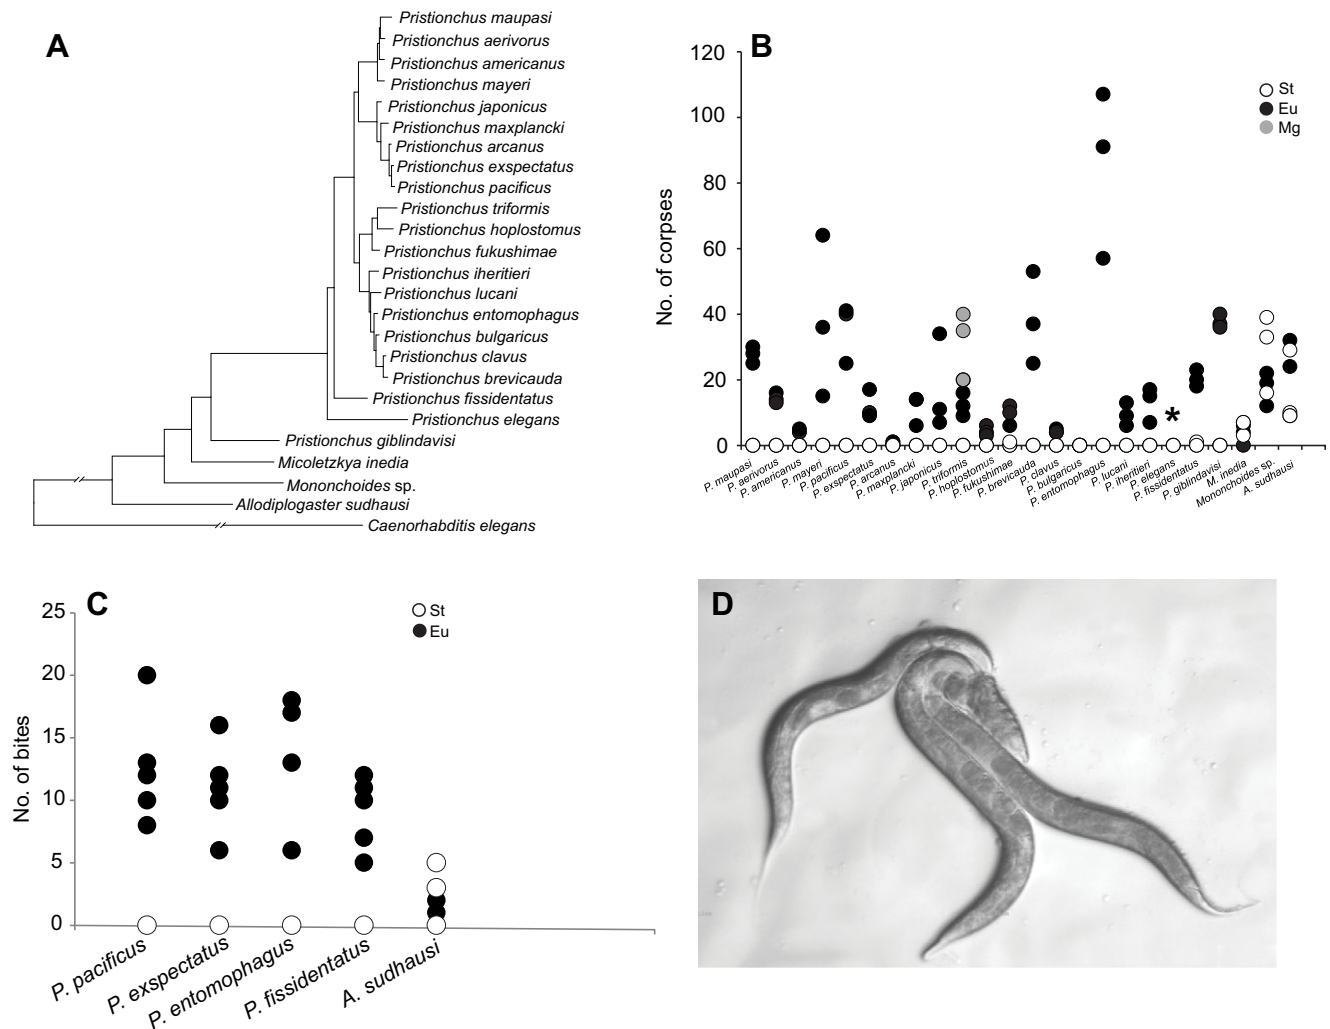 A
Pristionchus maupasi
Pristionchus aerivorus
Pristionchus americanus
Pristionchus mayeri
Pristionchus japonicus
Pristionchus maxplancki
Pristionchus arcanus
Pristionchus exspectatus
Pristionchus pacificus
Pristionchus triformis
Pristionchus hoplostomus
Pristionchus fukushimae
Pristionchus iheritieri
Pristionchus lucani
Pristionchus entomophagus
Pristionchus bulgaricus
Pristionchus clavus
Pristionchus brevicauda
Pristionchus fissidentatus
Pristionchus elegans
Pristionchus giblindavisi
Micoletzkya inedia
Mononchoides sp.
Allodiplogaster sudhausi
Caenorhabditis elegans
B
No. of corpses
120
100
80
60
40
20
0
St
Eu
Mg
*
P. maupasi
P. aerivorus
P. americanus
P. mayeri
P. pacificus
P. exspectatus
P. arcanus
P. maxplancki
P. japonicus
P. triformis
P. hoplostomus
P. fukushimae
P. brevicauda
P. clavus
P. bulgaricus
P. entomophagus
P. lucani
P. iheritieri
P. elegans
P. fissidentatus
P. giblindavisi
M. inedia
Mononchoides sp.
A. sudhausi
C
No. of bites
25
20
15
10
5
0
St
Eu
P. pacificus
P. exspectatus
P. entomophagus
P. fissidentatus
A. sudhausi
D